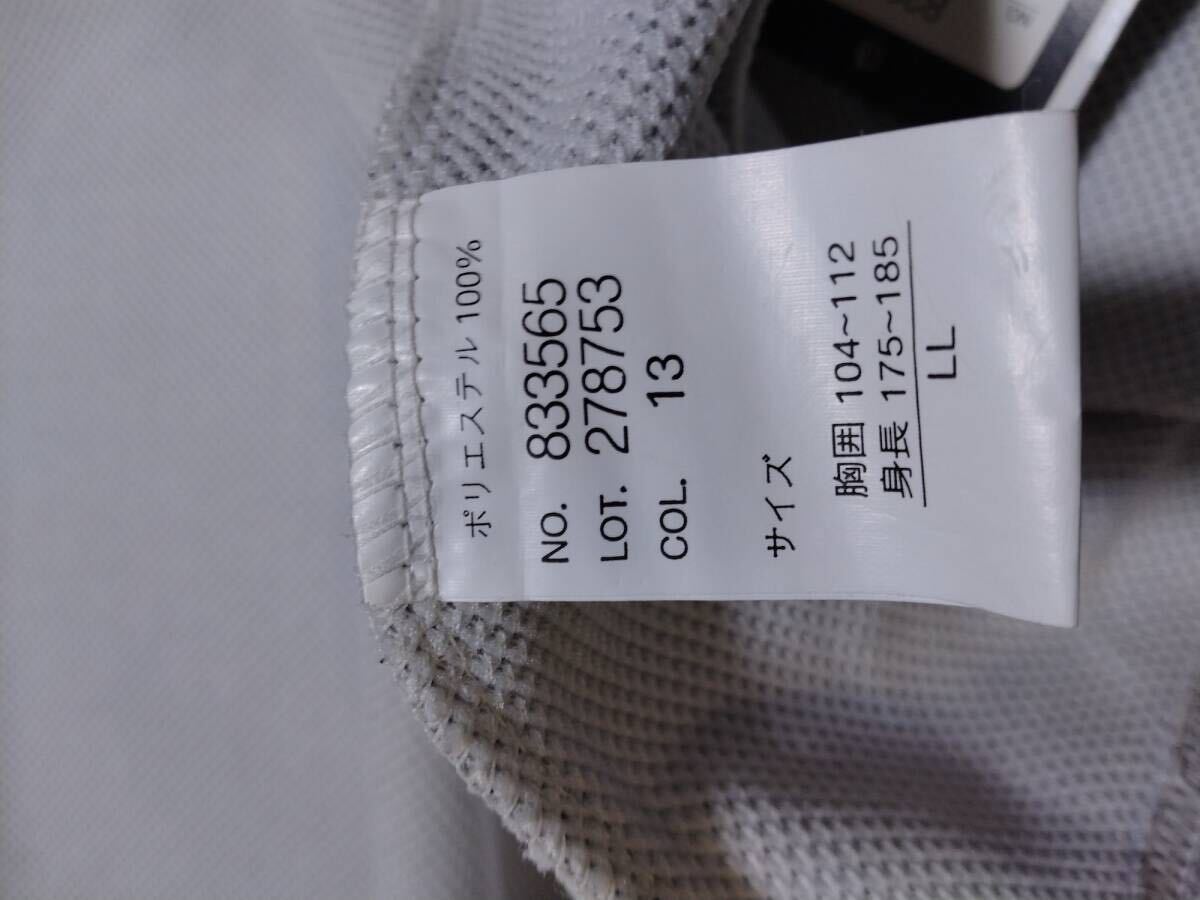 ポリエステル 100%
NO. 833565
LOT. 278753
COL. 13
サイズ
胸囲 104~112
身長 175~185
LL